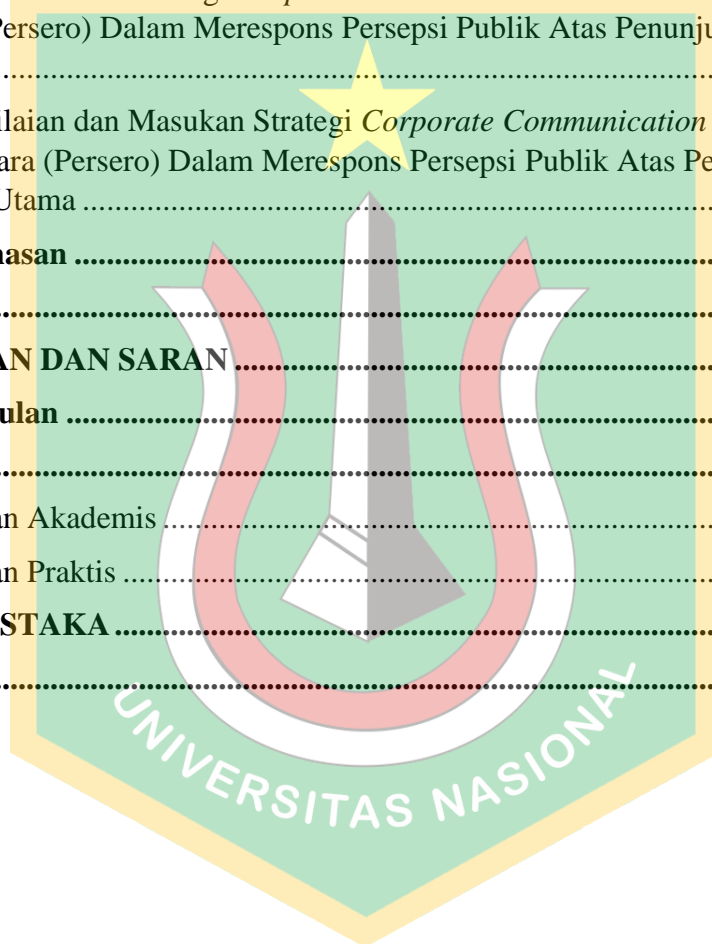 (Persero) Dalam Merespons Persepsi Publik Atas Penunju
..........................................................................................
ilaian dan Masukan Strategi Corporate Communication
ara (Persero) Dalam Merespons Persepsi Publik Atas Pe
Utama ..........................................................................................
hasan ..........................................................................................
..........................................................................................
AN DAN SARAN ..........................................................................................
ulan ..........................................................................................
..........................................................................................
an Akademis ..........................................................................................
an Praktis ..........................................................................................
STAKA ..........................................................................................
..........................................................................................
UNIVERSITAS NASIONAL